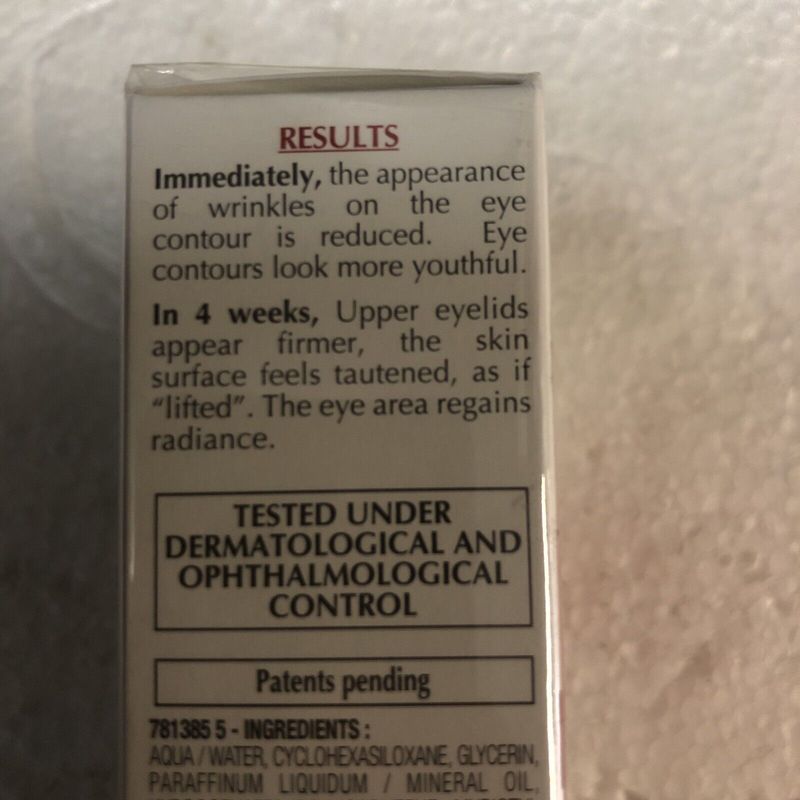 RESULTS
Immediately, the appearance
of wrinkles on the eye
contour is reduced. Eye
contours look more youthful.
In 4 weeks, Upper eyelids
appear firmer, the skin
surface feels tautened, as if
“lifted”. The eye area regains
radiance.
TESTED UNDER
DERMATOLOGICAL AND
OPHTHALMOLOGICAL
CONTROL
Patents pending
781385 5 - INGREDIENTS :
AQUA / WATER, CYCLOHEXASILOXANE, GLYCERIN,
PARAFFINUM LIQUIDUM / MINERAL OIL,